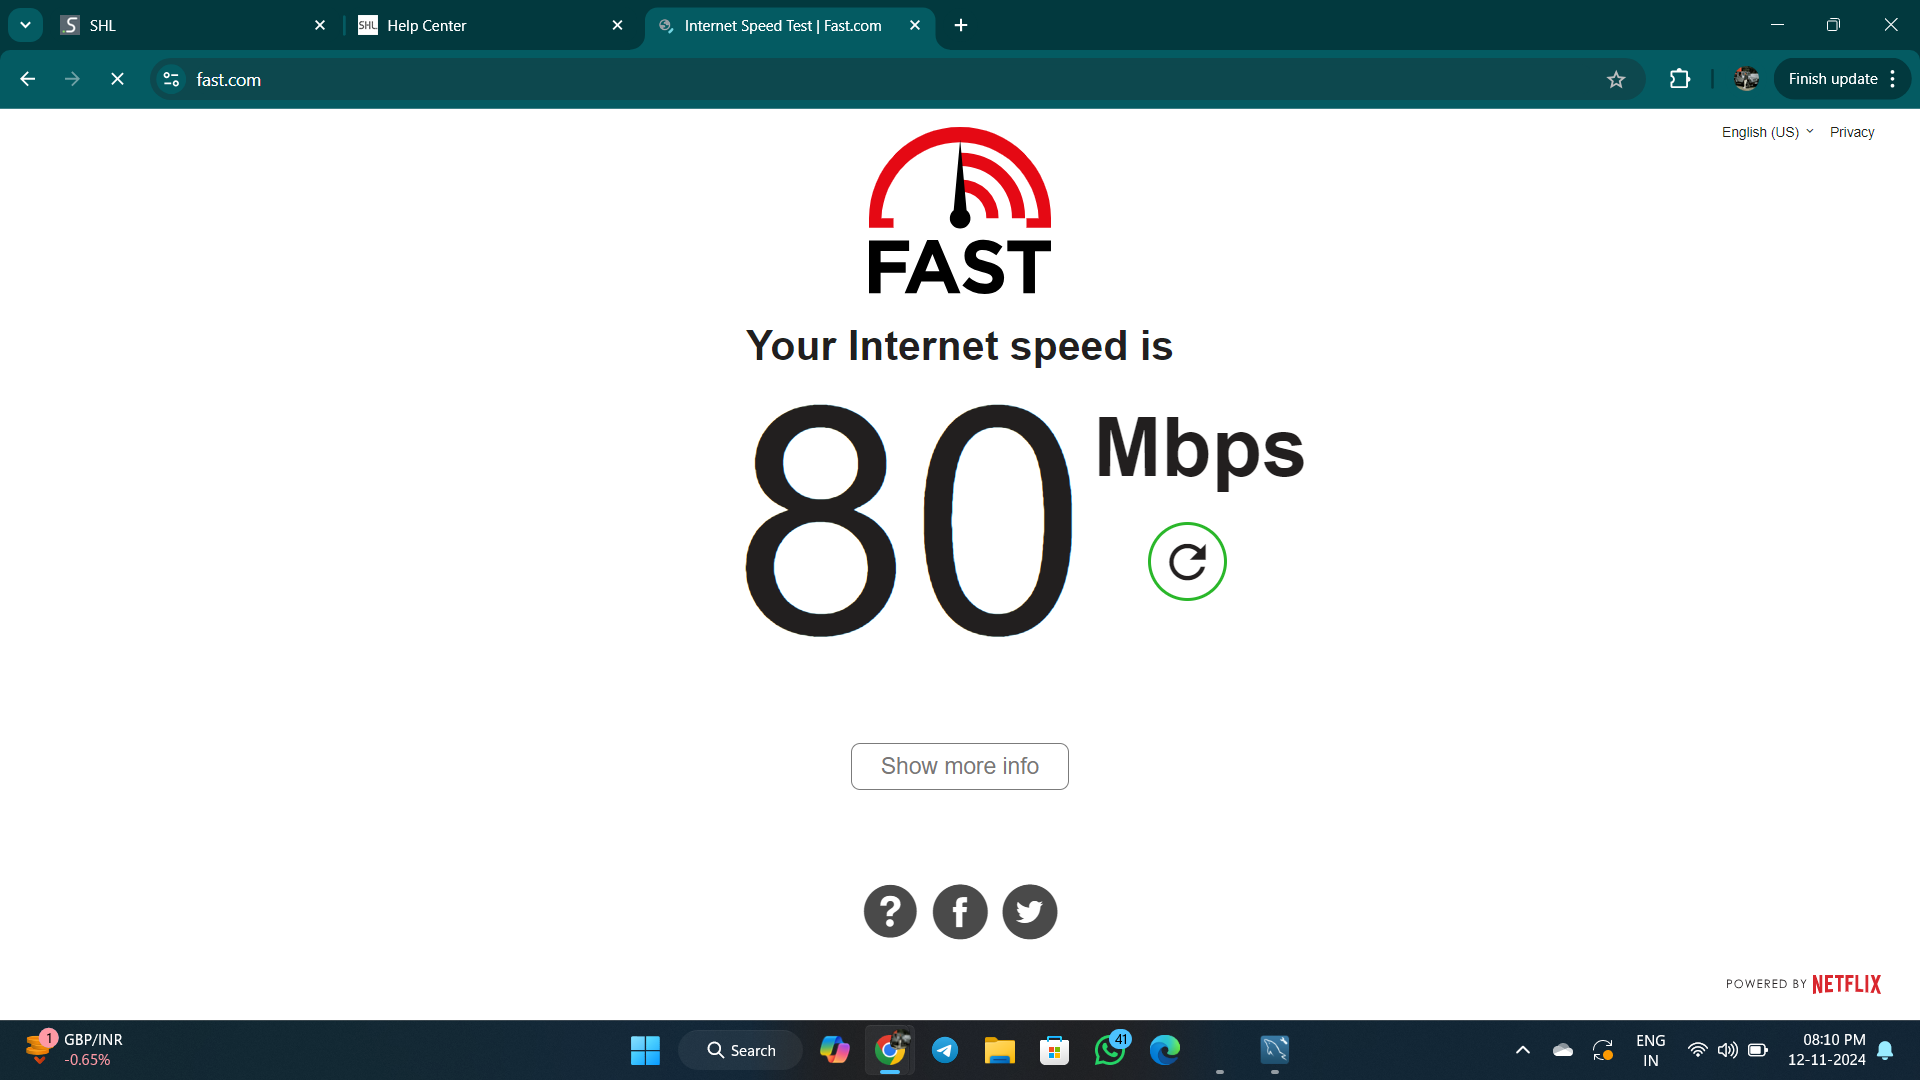 SHL
Help Center
Internet Speed Test | Fast.com
fast.com
Finish update
English (US)
Privacy
FAST
Your Internet speed is
80 Mbps
Show more info
POWERED BY NETFLIX
1
GBP/INR
-0.65%
Search
41
ENG
IN
08:10 PM
12-11-2024